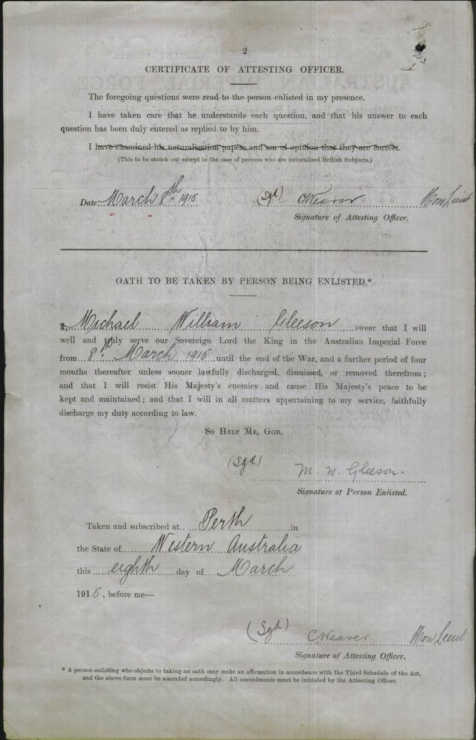 2
CERTIFICATE OF ATTESTING OFFICER.
The foregoing questions were read to the person enlisted in my presence.
I have taken care that he understands each question, and that his answer to each
question has been duly entered as replied to by him.
I have examined his naturalization papers and am of opinion that they are correct.
(This to be struck out except in the case of persons who are naturalized British Subjects.)
Date March 8th 1915 (Sgd) CWeaver Hon Lieut
Signature of Attesting Officer.
OATH TO BE TAKEN BY PERSON BEING ENLISTED.*
I, Michael William Gleeson swear that I will
well and truly serve our Sovereign Lord the King in the Australian Imperial Force
from 8th March 1915 until the end of the War, and a further period of four
months thereafter unless sooner lawfully discharged, dismissed, or removed therefrom;
and that I will resist His Majesty's enemies and cause His Majesty's peace to be
kept and maintained; and that I will in all matters appertaining to my service, faithfully
discharge my duty according to law.
SO HELP ME, GOD.
(Sgd) M. W. Gleeson.
Signature of Person Enlisted.
Taken and subscribed at Perth in
the State of Western Australia
this eighth day of March
1915, before me—
(Sgd) CWeaver Hon Lieut
Signature of Attesting Officer.
* A person enlisting who objects to taking an oath may make an affirmation in accordance with the Third Schedule of the Act,
and the above form must be amended accordingly. All amendments must be initialed by the Attesting Officer.